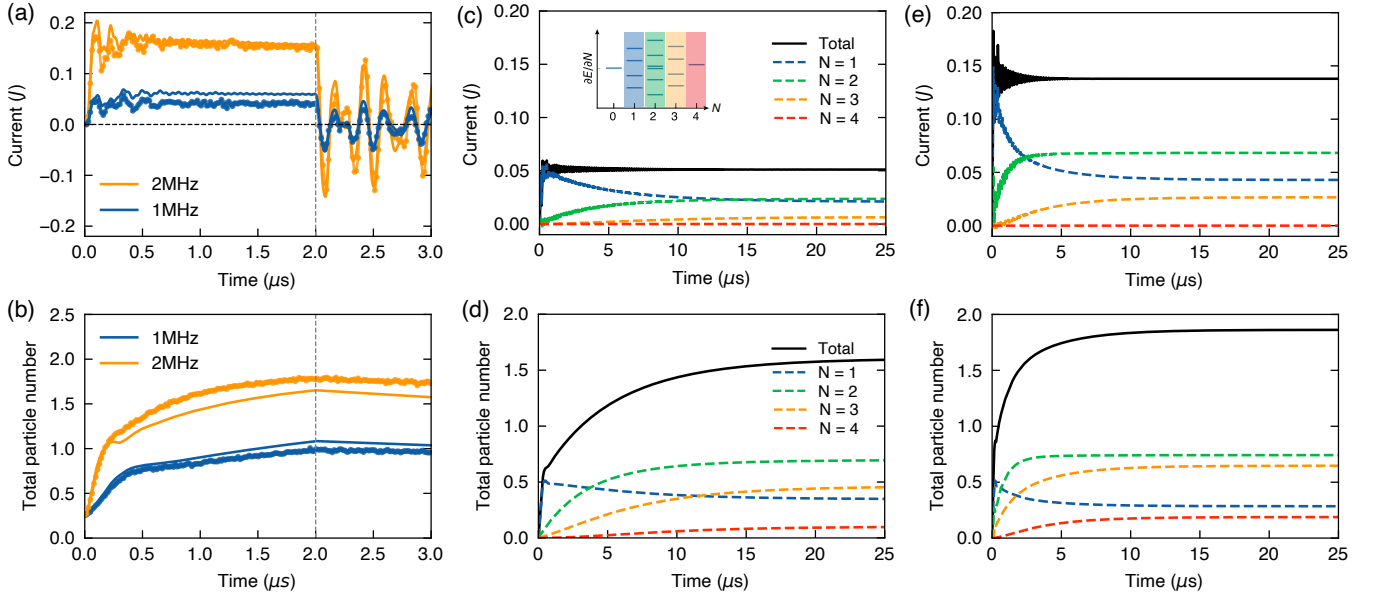 (a)
0.2
0.1
0.0
−0.1
−0.2
Current (J)
2MHz
1MHz
0.0 0.5 1.0 1.5 2.0 2.5 3.0
Time (μs)
(b)
2.5
2.0
1.5
1.0
0.5
0.0
Total particle number
1MHz
2MHz
0.0 0.5 1.0 1.5 2.0 2.5 3.0
Time (μs)
(c)
0.20
0.15
0.10
0.05
0.00
Current (J)
∂E/∂N
0 1 2 3 4
N
Total
N = 1
N = 2
N = 3
N = 4
0 5 10 15 20 25
Time (μs)
(d)
2.0
1.5
1.0
0.5
0.0
Total particle number
Total
N = 1
N = 2
N = 3
N = 4
0 5 10 15 20 25
Time (μs)
(e)
0.20
0.15
0.10
0.05
0.00
Current (J)
0 5 10 15 20 25
Time (μs)
(f)
2.0
1.5
1.0
0.5
0.0
Total particle number
0 5 10 15 20 25
Time (μs)